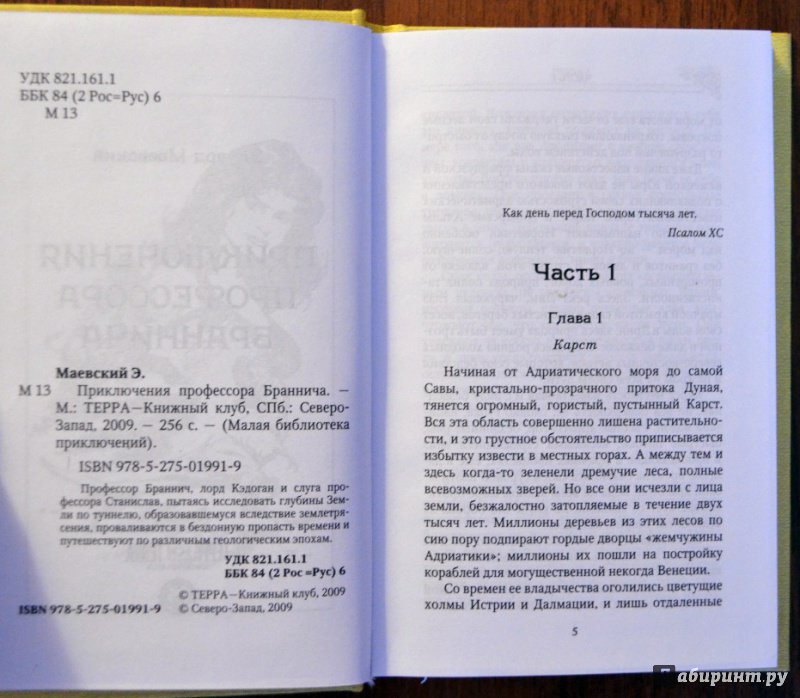 УДК 821.161.1
ББК 84 (2 Рос=Рус) 6
М 13
Маевский Э.
М 13 Приключения профессора Браннича. —
М.: ТЕРРА—Книжный клуб, СПб.: Северо-
Запад, 2009. — 256 с. — (Малая библиотека
приключений).
ISBN 978-5-275-01991-9
Профессор Браннич, лорд Кэдоган и слуга про-
фессора Станислав, пытаясь исследовать глубины Зем-
ли по туннелю, образовавшемуся вследствие землетря-
сения, проваливаются в бездонную пропасть времени и
путешествуют по различным геологическим эпохам.
УДК 821.161.1
ББК 84 (2 Рос =Рус) 6
© ТЕРРА—Книжный клуб, 2009
ISBN 978-5-275-01991-9 © Северо-Запад, 2009
Как день перед Господом тысяча лет.
Псалом XC
Часть 1
Глава 1
Карст
Начиная от Адриатического моря до самой
Савы, кристально-прозрачного притока Дуная,
тянется огромный, гористый, пустынный Карст.
Вся эта область совершенно лишена растительно-
сти, и это грустное обстоятельство приписывается
избытку извести в местных горах. А между тем и
здесь когда-то зеленели дремучие леса, полные
всевозможных зверей. Но все они исчезли с лица
земли, безжалостно затопляемые в течение двух
тысяч лет. Миллионы деревьев из этих лесов по
сию пору подпирают гордые дворцы «жемчужины
Адриатики»; миллионы их пошли на постройку
кораблей для могущественной некогда Венеции.
Со времен ее владычества оголились цветущие
холмы Истрии и Далмации, и лишь отдаленные
5
Лабиринт.ру